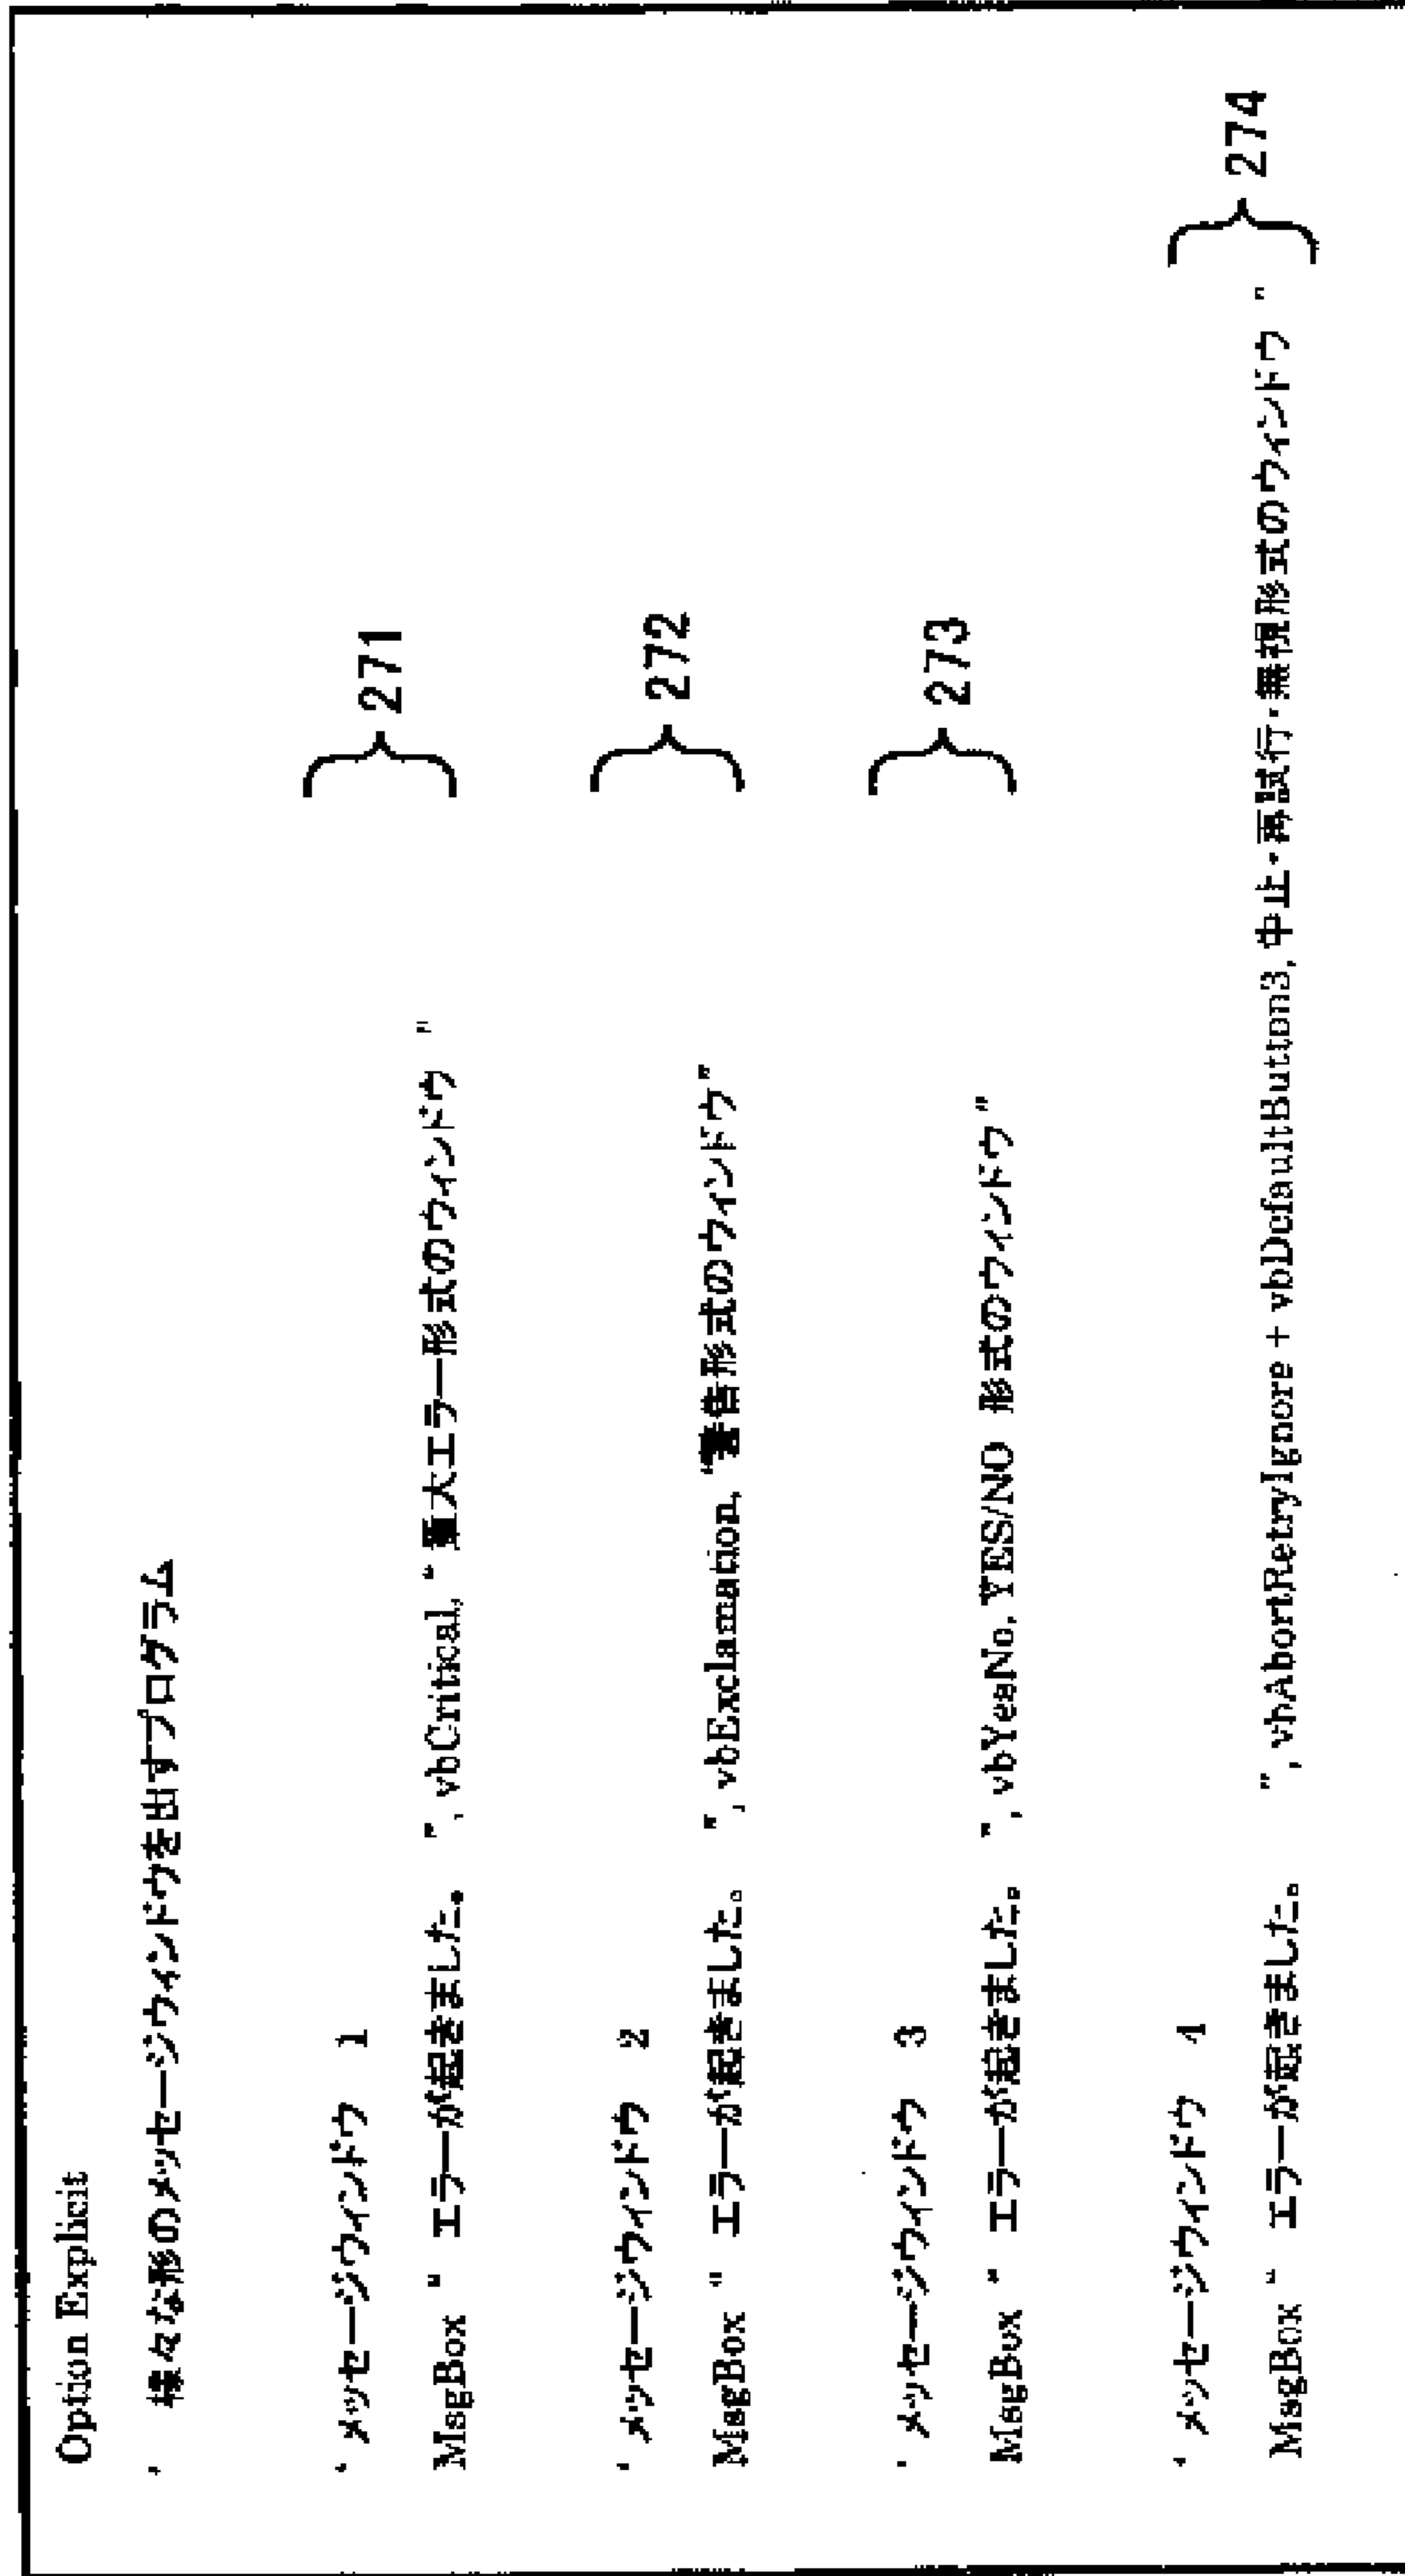 Option Explicit
' 様々な形のメッセージウィンドウを出すプログラム
' メッセージウィンドウ 1
MsgBox " エラーが起きました。 ", vbCritical, " 重大エラー形式のウィンドウ "
271
' メッセージウィンドウ 2
MsgBox " エラーが起きました。 ", vbExclamation, "警告形式のウィンドウ"
272
' メッセージウィンドウ 3
MsgBox " エラーが起きました。 ", vbYesNo, YES/NO 形式のウィンドウ"
273
' メッセージウィンドウ 4
MsgBox " エラーが起きました。 ", vbAbortRetryIgnore + vbDefaultButton3, 中止・再試行・無視形式のウィンドウ "
274